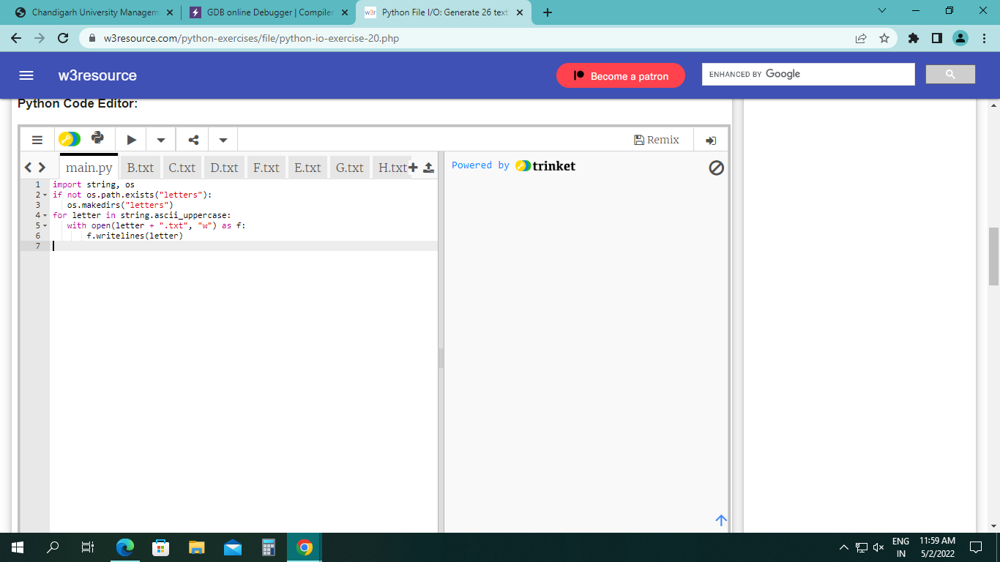 Chandigarh University Managem
GDB online Debugger | Compiler
w3r Python File I/O: Generate 26 text
w3resource.com/python-exercises/file/python-io-exercise-20.php
w3resource
Become a patron
ENHANCED BY Google
Python Code Editor:
Remix
main.py B.txt C.txt D.txt F.txt E.txt G.txt H.txt
Powered by trinket
1 import string, os
2 if not os.path.exists("letters"):
3 os.makedirs("letters")
4 for letter in string.ascii_uppercase:
5 with open(letter + ".txt", "w") as f:
6 f.writelines(letter)
7
ENG
IN
11:59 AM
5/2/2022